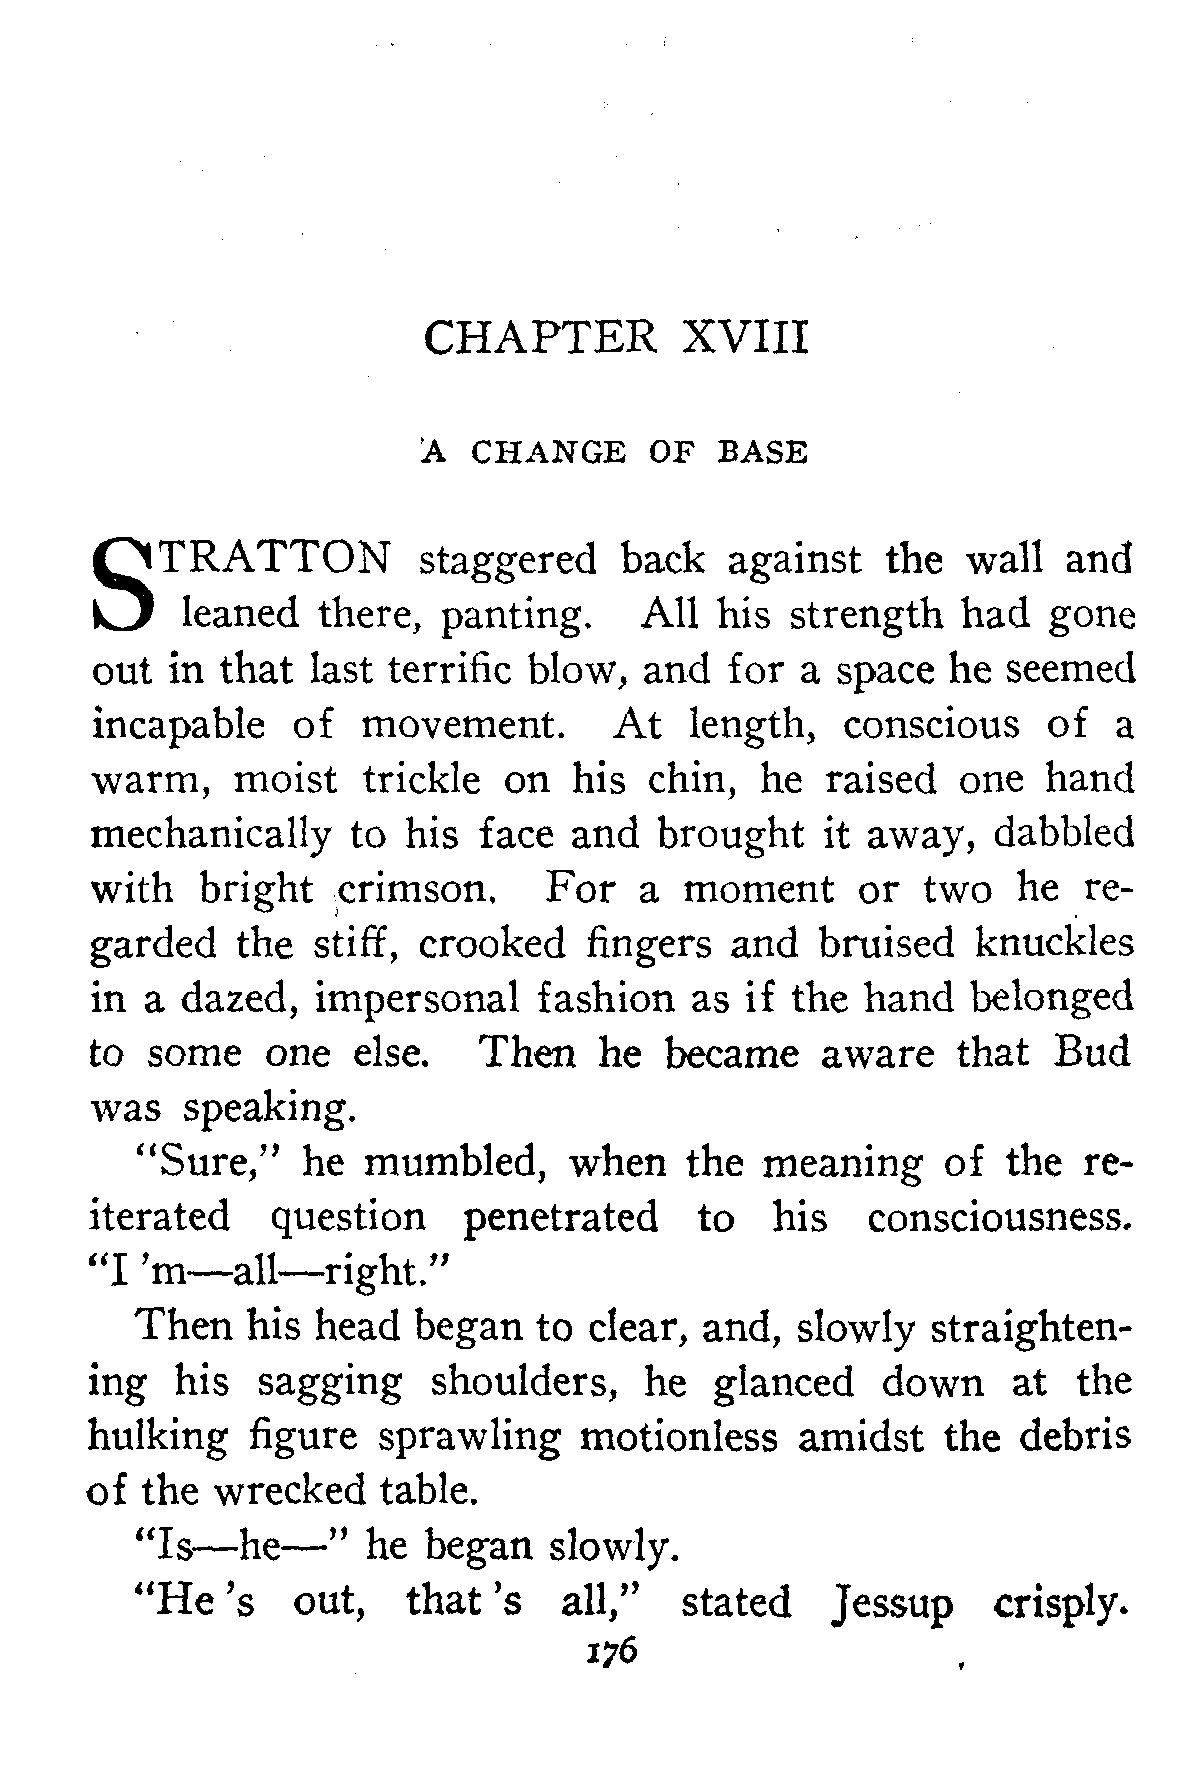 CHAPTER XVIII
A CHANGE OF BASE
STRATTON staggered back against the wall and
leaned there, panting. All his strength had gone
out in that last terrific blow, and for a space he seemed
incapable of movement. At length, conscious of a
warm, moist trickle on his chin, he raised one hand
mechanically to his face and brought it away, dabbled
with bright crimson. For a moment or two he re-
garded the stiff, crooked fingers and bruised knuckles
in a dazed, impersonal fashion as if the hand belonged
to some one else. Then he became aware that Bud
was speaking.
"Sure," he mumbled, when the meaning of the re-
iterated question penetrated to his consciousness.
"I 'm—all—right."
Then his head began to clear, and, slowly straighten-
ing his sagging shoulders, he glanced down at the
hulking figure sprawling motionless amidst the debris
of the wrecked table.
"Is—he—" he began slowly.
"He 's out, that 's all," stated Jessup crisply.
176